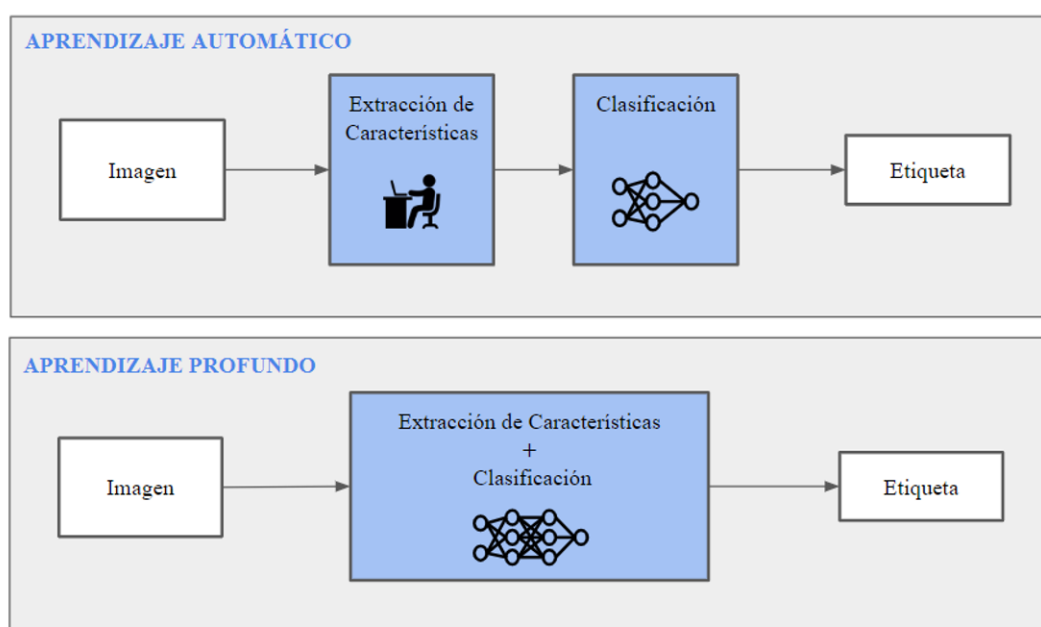 APRENDIZAJE AUTOMÁTICO
Imagen
Extracción de
Características
Clasificación
Etiqueta
APRENDIZAJE PROFUNDO
Imagen
Extracción de Características
+
Clasificación
Etiqueta